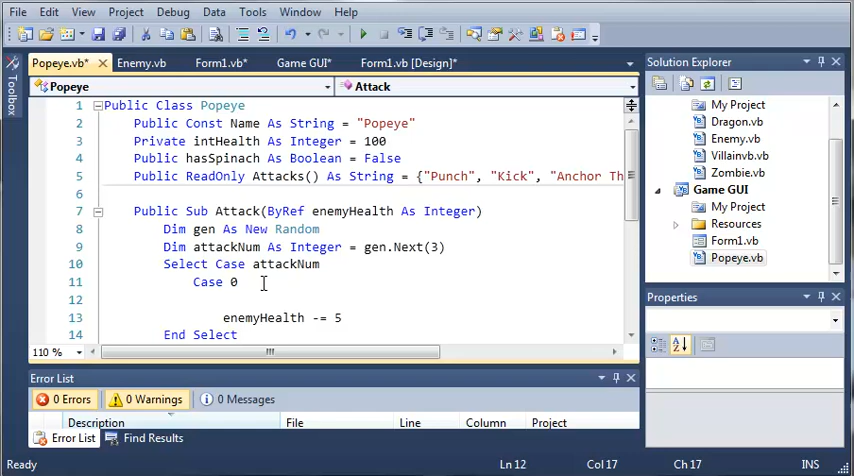 File Edit View Project Debug Data Tools Window Help
Popeye.vb* Enemy.vb Form1.vb* Game GUI* Form1.vb [Design]*
Toolbox
Popeye Attack
1 Public Class Popeye
2 Public Const Name As String = "Popeye"
3 Private intHealth As Integer = 100
4 Public hasSpinach As Boolean = False
5 Public ReadOnly Attacks() As String = {"Punch", "Kick", "Anchor Th
6
7 Public Sub Attack(ByRef enemyHealth As Integer)
8 Dim gen As New Random
9 Dim attackNum As Integer = gen.Next(3)
10 Select Case attackNum
11 Case 0
12
13 enemyHealth -= 5
14 End Select
110 %
Error List
0 Errors 0 Warnings 0 Messages
Description File Line Column Project
Error List Find Results
Ready Ln 12 Col 17 Ch 17 INS
Solution Explorer
My Project
Dragon.vb
Enemy.vb
Villainvb.vb
Zombie.vb
Game GUI
My Project
Resources
Form1.vb
Popeye.vb
Properties